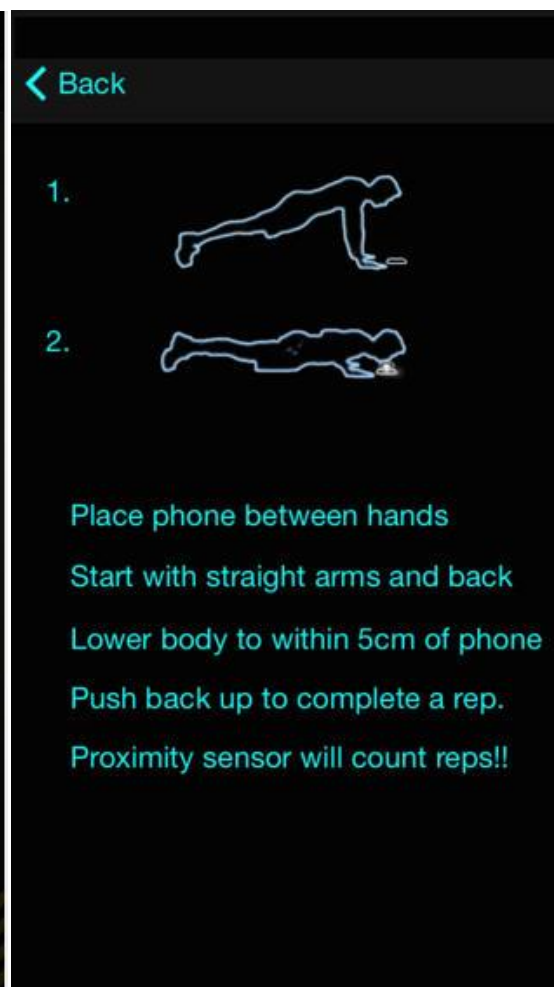 Back
1.
2.
Place phone between hands
Start with straight arms and back
Lower body to within 5cm of phone
Push back up to complete a rep.
Proximity sensor will count reps!!